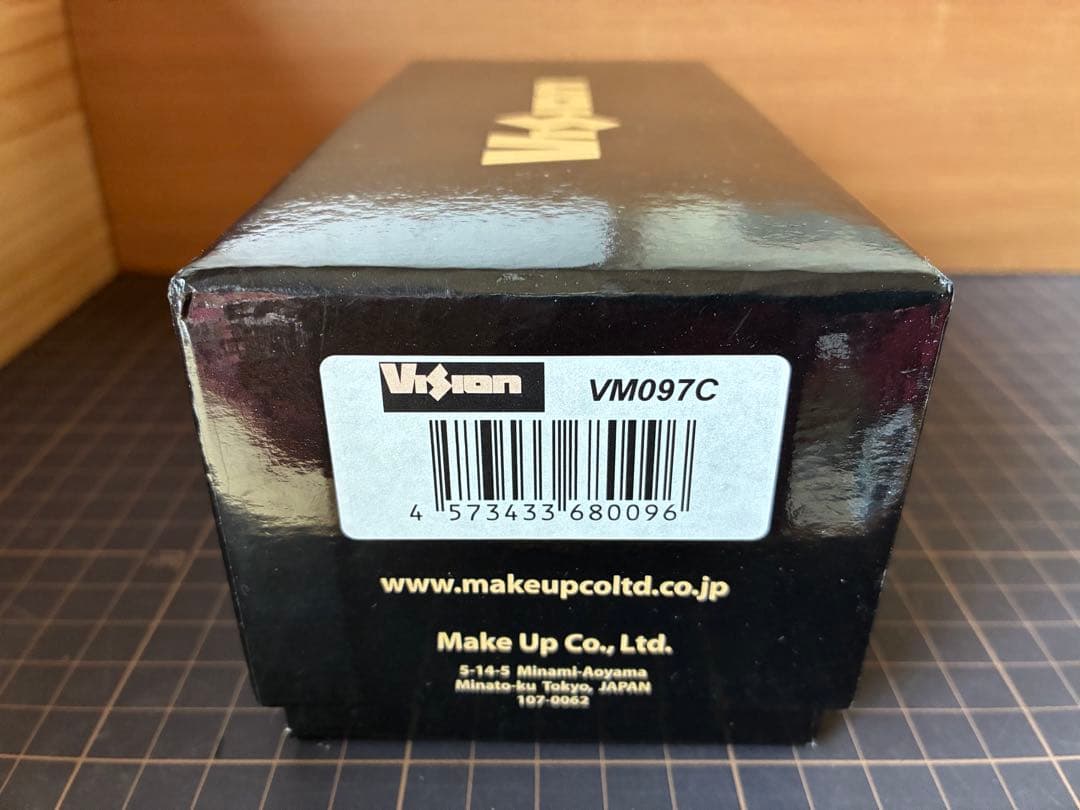 Vision
Vision VM097C
4 573433 680096
www.makeupcoltd.co.jp
Make Up Co., Ltd.
5-14-5 Minami-Aoyama
Minato-ku Tokyo, JAPAN
107-0062